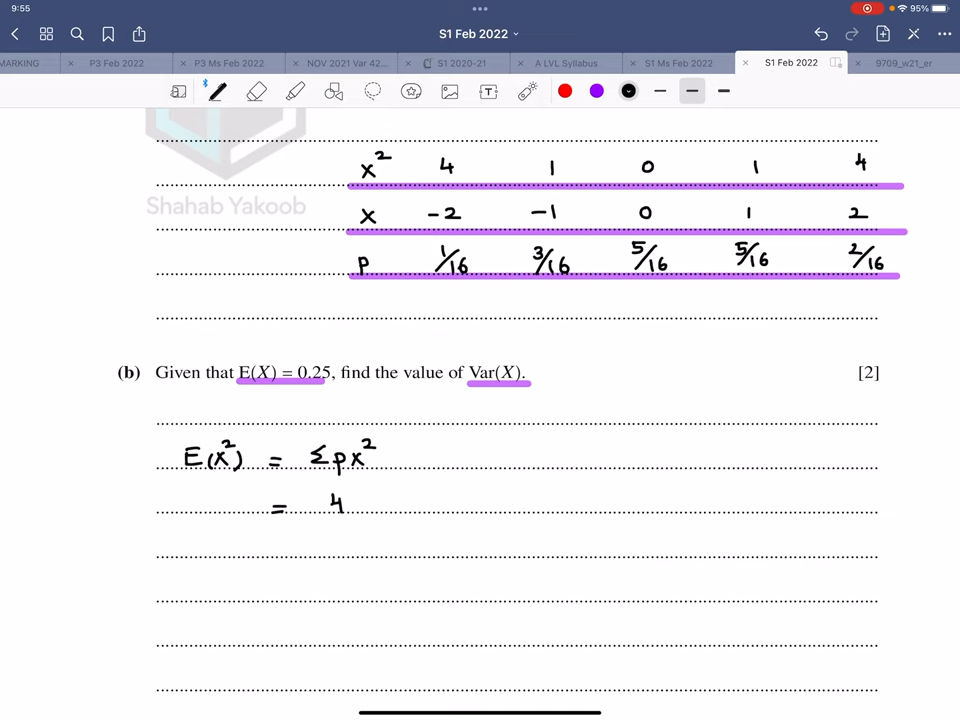 9:55
95%
S1 Feb 2022
MARKING
P3 Feb 2022
P3 Ms Feb 2022
NOV 2021 Var 42...
S1 2020-21
A LVL Syllabus
S1 Ms Feb 2022
S1 Feb 2022
9709_w21_er
x² 4 1 0 1 4
Shahab Yakoob
x -2 -1 0 1 2
P 1/16 3/16 5/16 5/16 2/16
(b) Given that E(X) = 0.25, find the value of Var(X). [2]
E(x²) = Σpx²
= 4